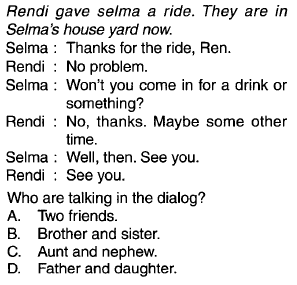 Rendi gave selma a ride. They are in
Selma's house yard now.
Selma : Thanks for the ride, Ren.
Rendi : No problem.
Selma : Won't you come in for a drink or
something?
Rendi : No, thanks. Maybe some other
time.
Selma : Well, then. See you.
Rendi : See you.
Who are talking in the dialog?
A. Two friends.
B. Brother and sister.
C. Aunt and nephew.
D. Father and daughter.